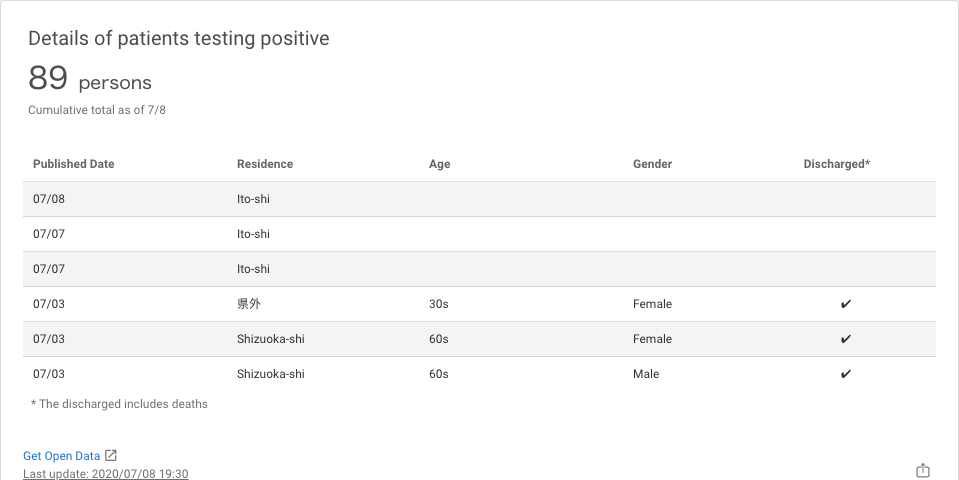 Details of patients testing positive
89 persons
Cumulative total as of 7/8
Published Date Residence Age Gender Discharged*
07/08 Ito-shi
07/07 Ito-shi
07/07 Ito-shi
07/03 県外 30s Female ✔
07/03 Shizuoka-shi 60s Female ✔
07/03 Shizuoka-shi 60s Male ✔
* The discharged includes deaths
Get Open Data
Last update: 2020/07/08 19:30